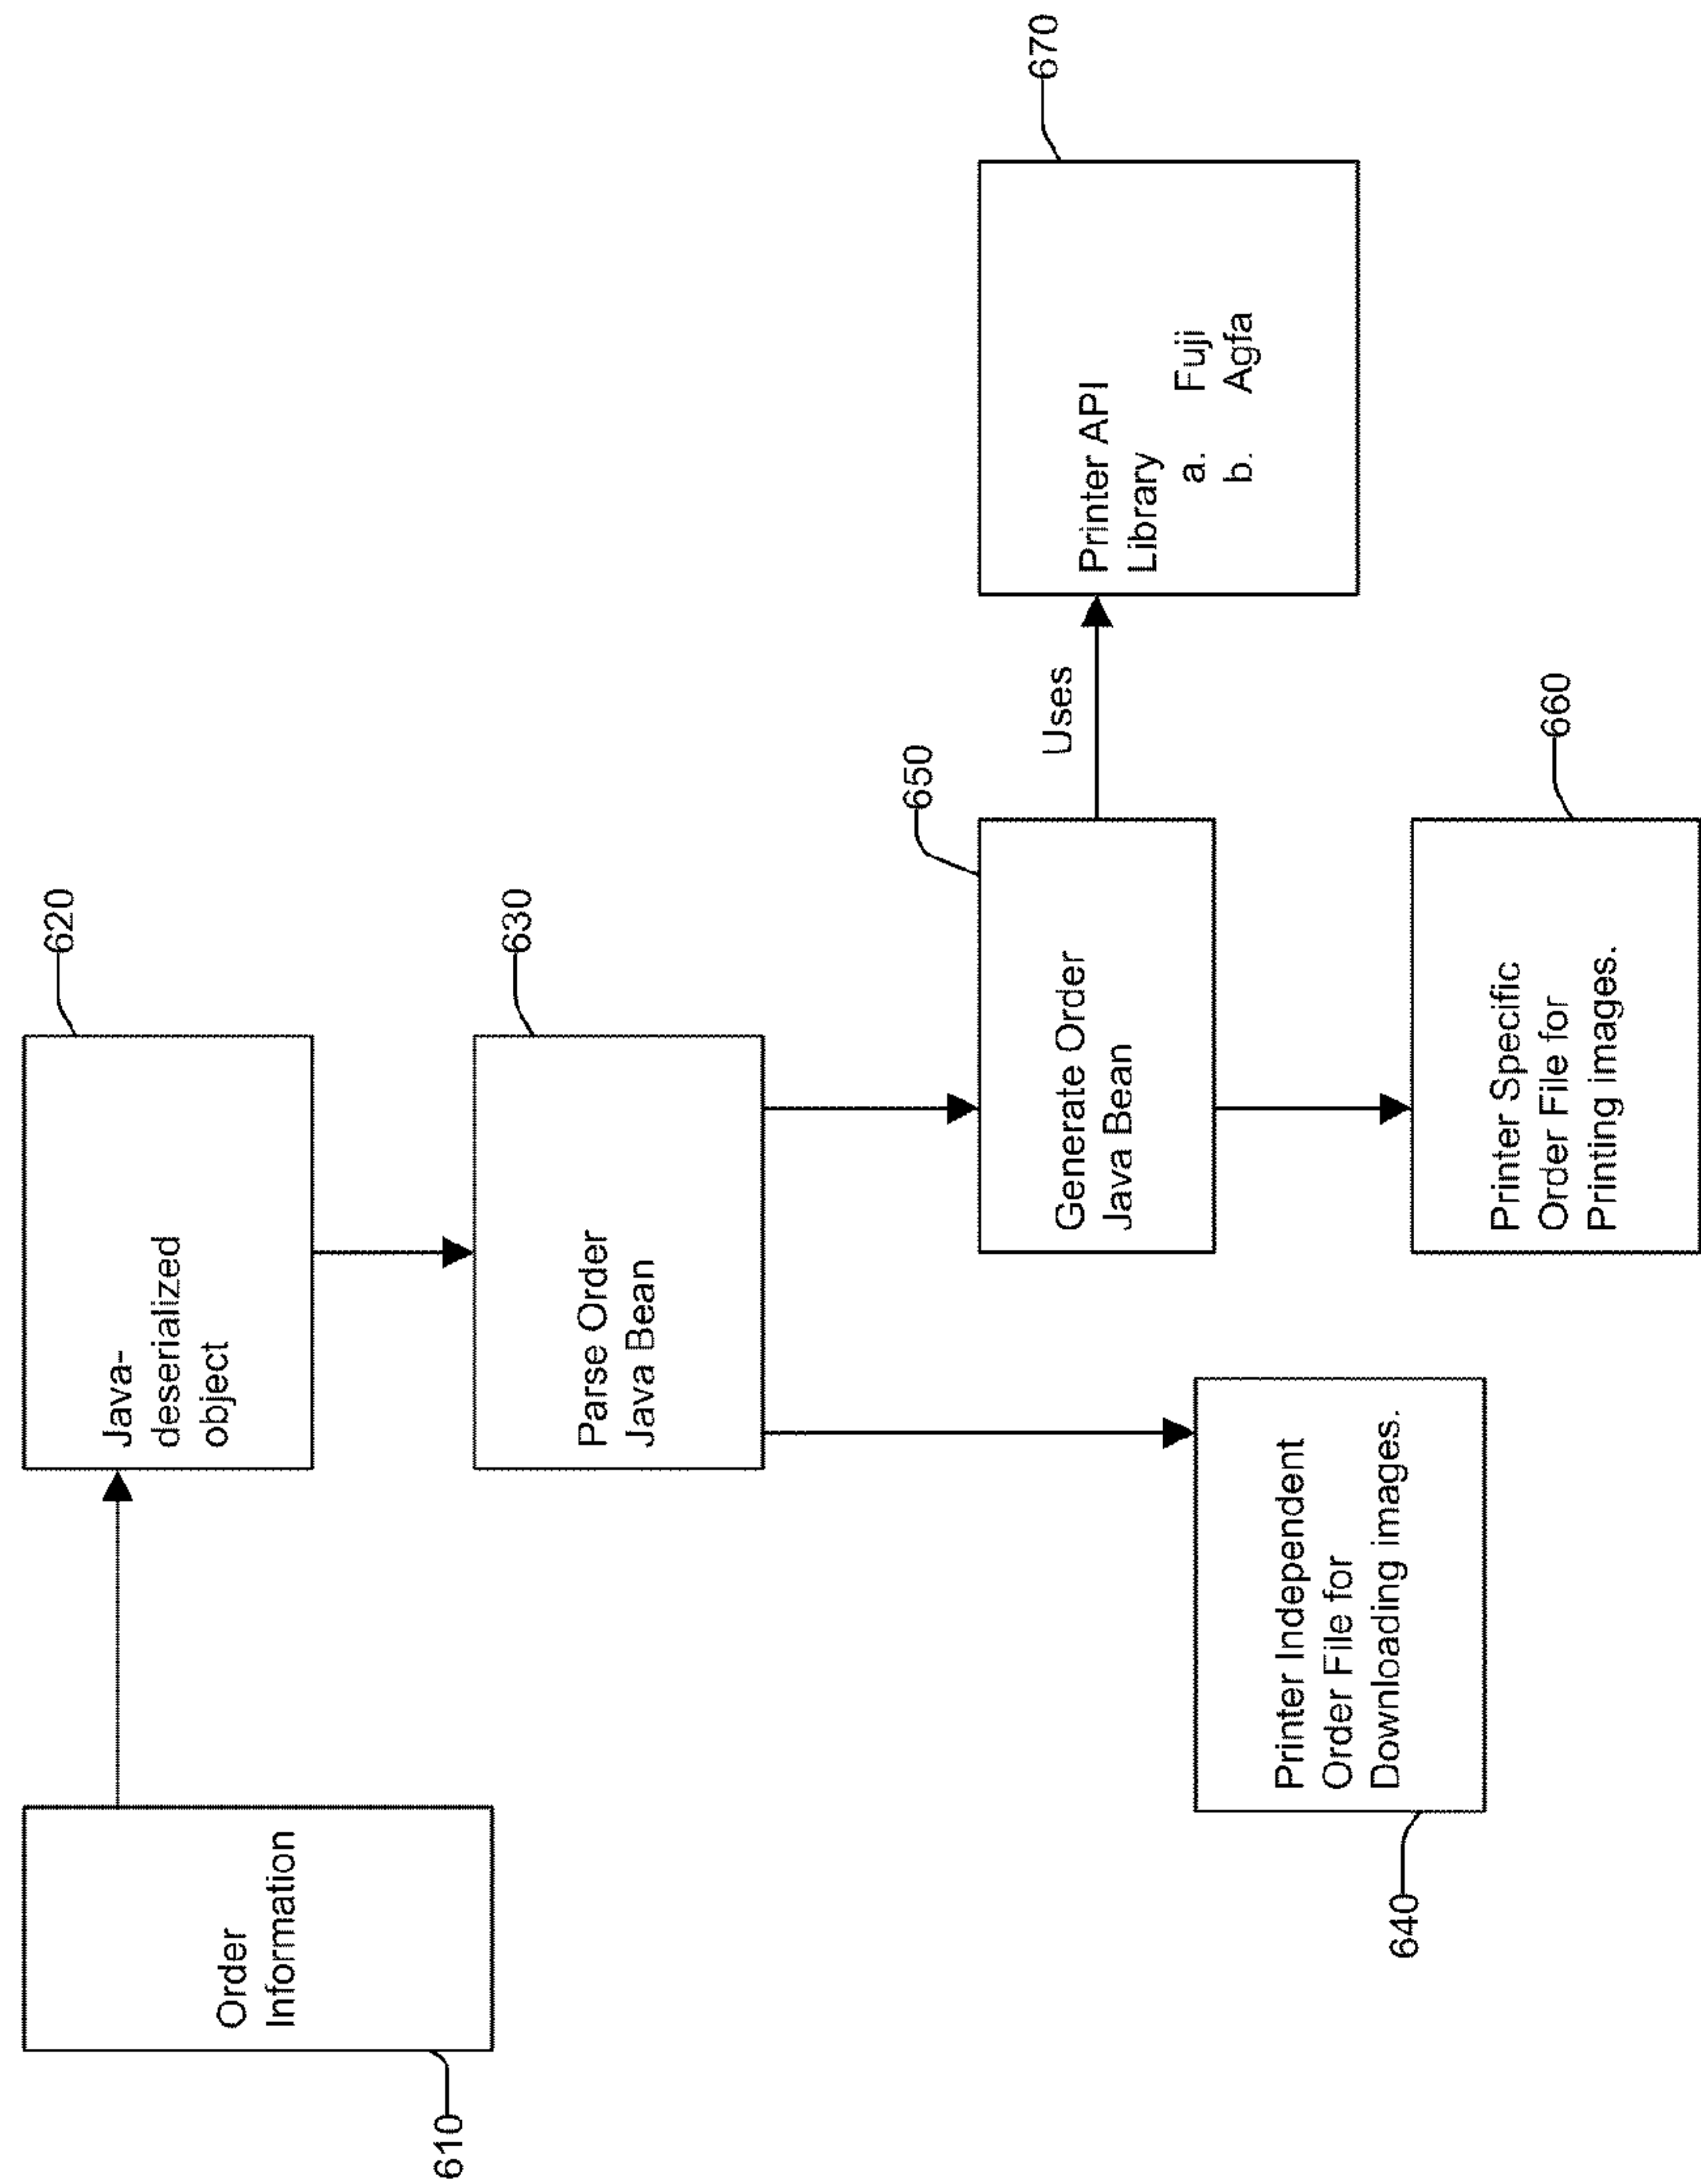 620
Java-
deserialized
object
Order
Information
610
630
Parse Order
Java Bean
650
Generate Order
Java Bean
Uses
670
Printer API
Library
a. Fuji
b. Agfa
Printer Independent
Order File for
Downloading images.
640
660
Printer Specific
Order File for
Printing images.